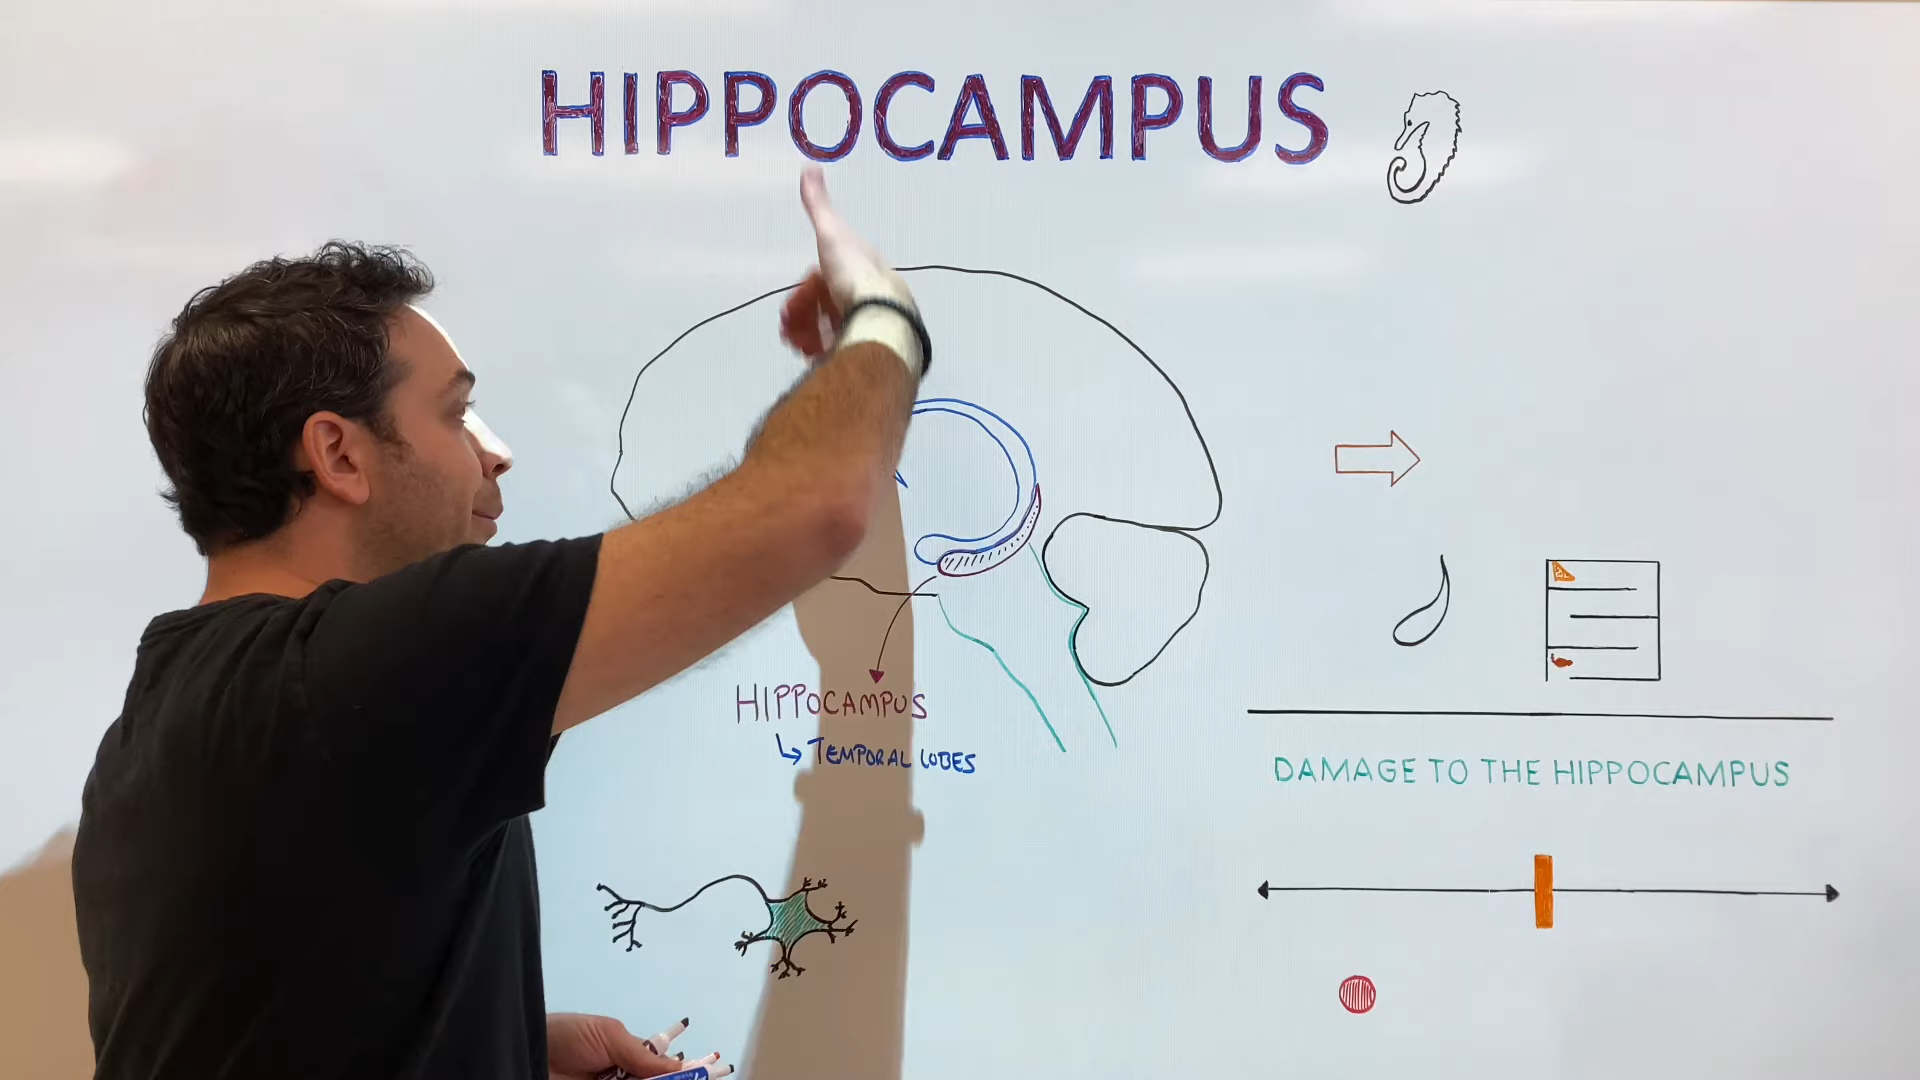 HIPPOCAMPUS
HIPPOCAMPUS
↳ TEMPORAL LOBES
DAMAGE TO THE HIPPOCAMPUS